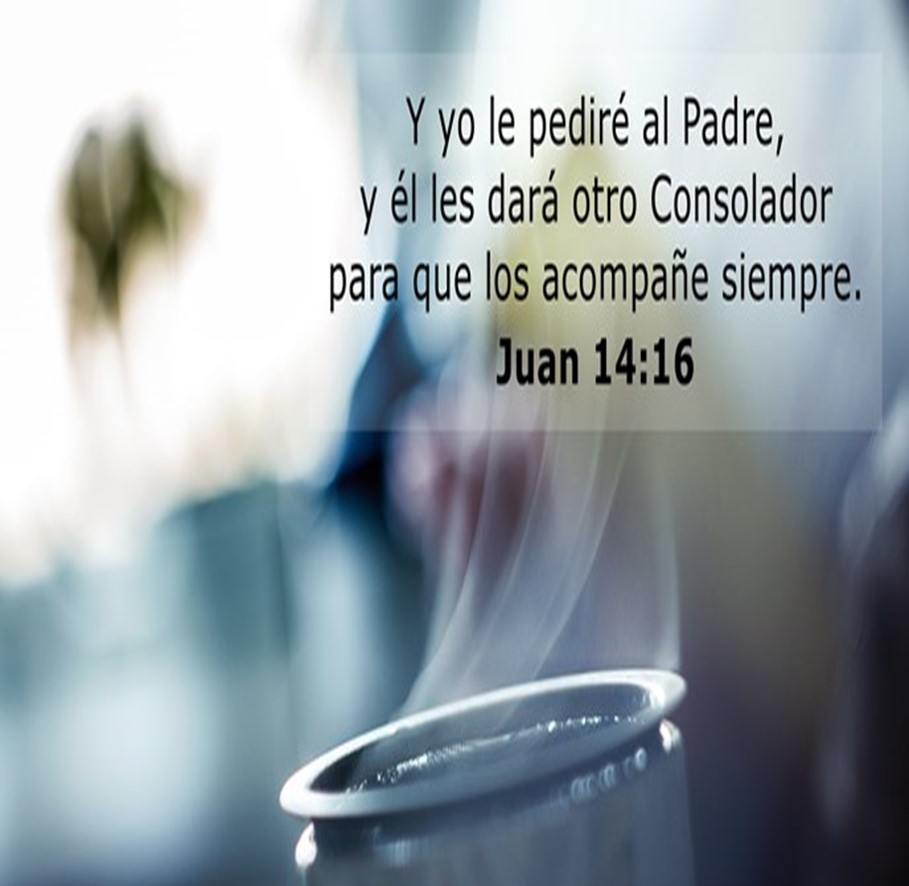 Y yo le pediré al Padre,
y él les dará otro Consolador
para que los acompañe siempre.
Juan 14:16